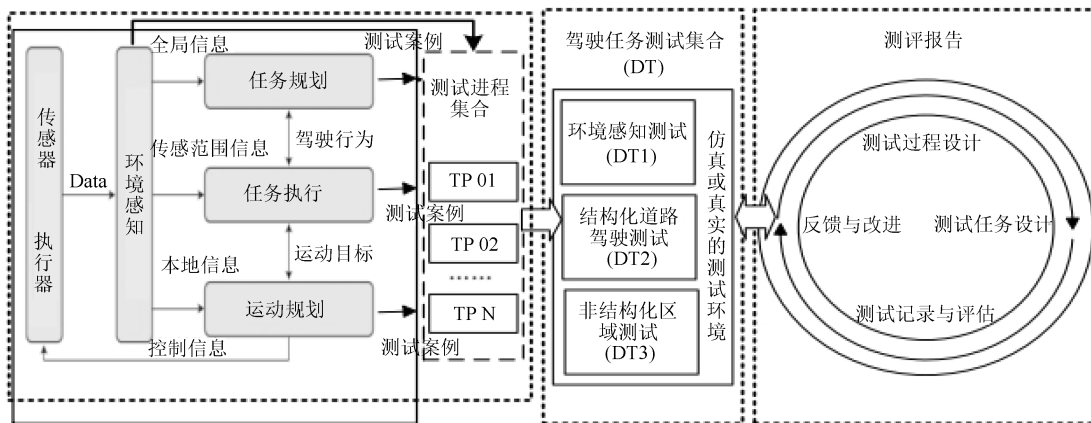 全局信息
测试案例
传感器
执行器
Data
环境感知
任务规划
传感范围信息
驾驶行为
任务执行
测试案例
本地信息
运动目标
运动规划
控制信息
测试案例
测试进程
集合
TP 01
TP 02
......
TP N
驾驶任务测试集合
(DT)
环境感知测试
(DT1)
结构化道路
驾驶测试
(DT2)
非结构化区
域测试
(DT3)
仿真或真实的测试环境
测评报告
测试过程设计
反馈与改进
测试任务设计
测试记录与评估